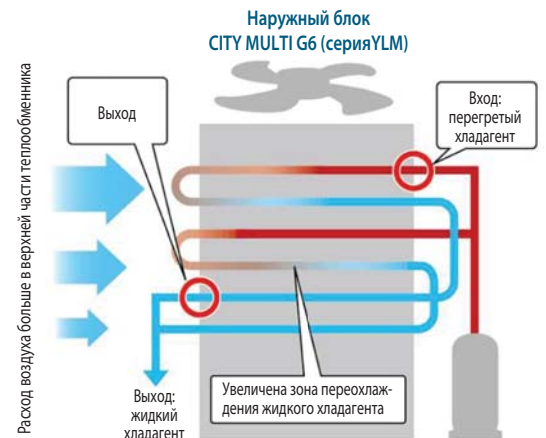 Наружный блок
CITY MULTI G6 (серияYLM)
Расход воздуха больше в верхней части теплообменника
Выход
Вход:
перегретый
хладагент
Выход:
жидкий
хладагент
Увеличена зона переохлаж-
дения жидкого хладагента